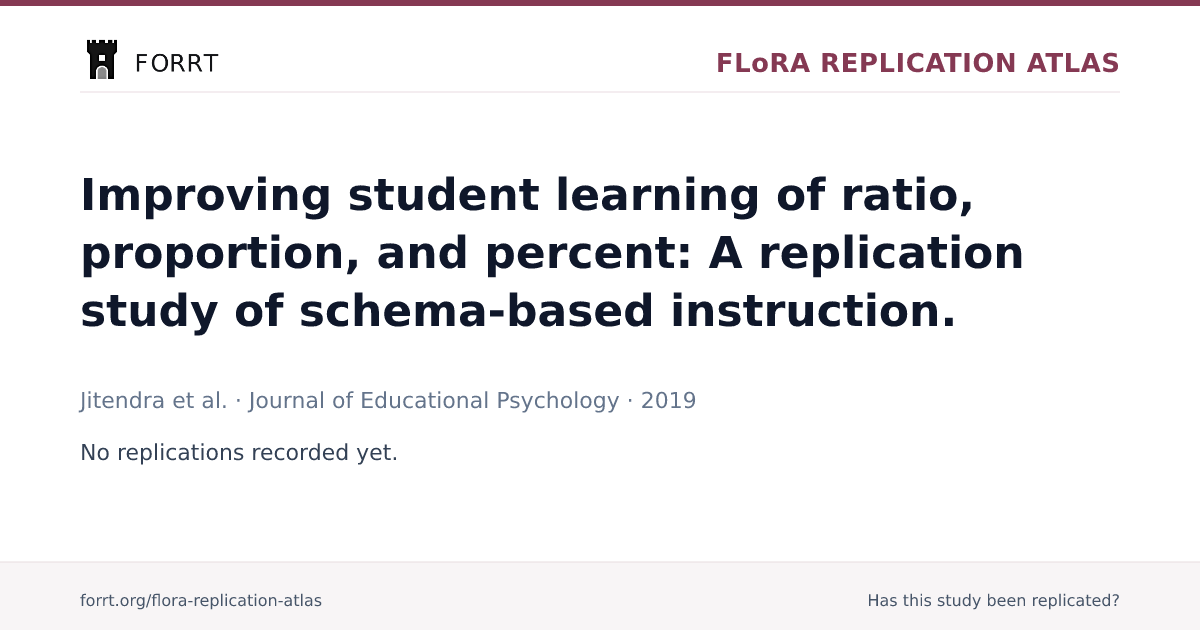 FORRT
FLoRA REPLICATION ATLAS
Improving student learning of ratio,
proportion, and percent: A replication
study of schema-based instruction.
Jitendra et al. · Journal of Educational Psychology · 2019
No replications recorded yet.
forrt.org/flora-replication-atlas
Has this study been replicated?